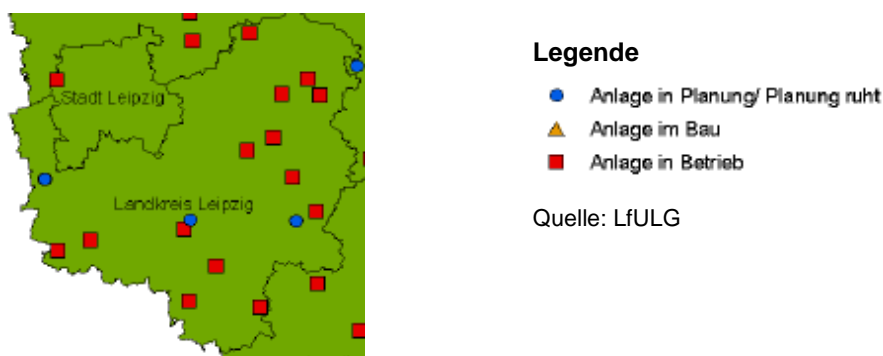 Stadt Leipzig
Landkreis Leipzig
Legende
Anlage in Planung/ Planung ruht
Anlage im Bau
Anlage in Betrieb
Quelle: LfULG